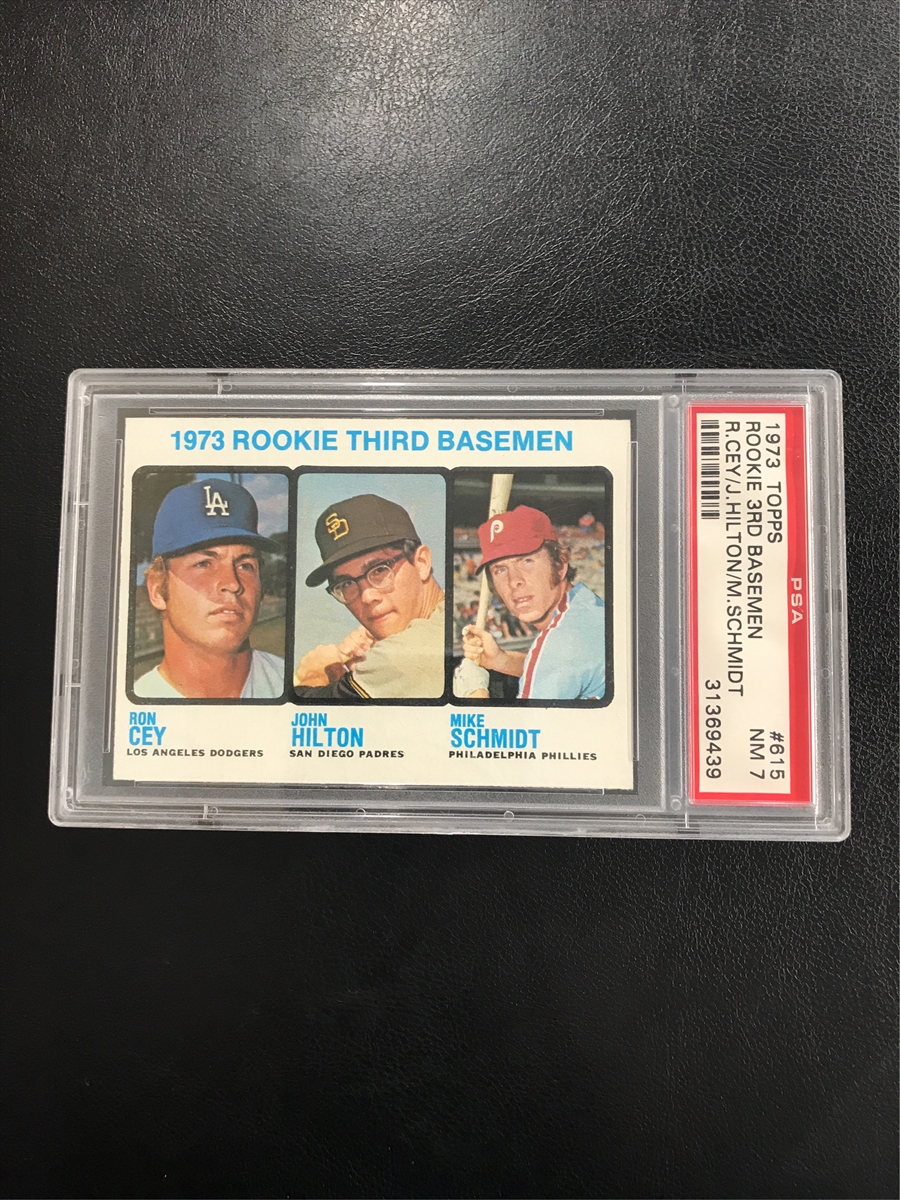 1973 ROOKIE THIRD BASEMEN
LA
SD
P
RON
CEY
LOS ANGELES DODGERS
JOHN
HILTON
SAN DIEGO PADRES
MIKE
SCHMIDT
PHILADELPHIA PHILLIES
PSA
1973 TOPPS #615
ROOKIE 3RD BASEMEN NM 7
R.CEY/J.HILTON/M.SCHMIDT
31369439